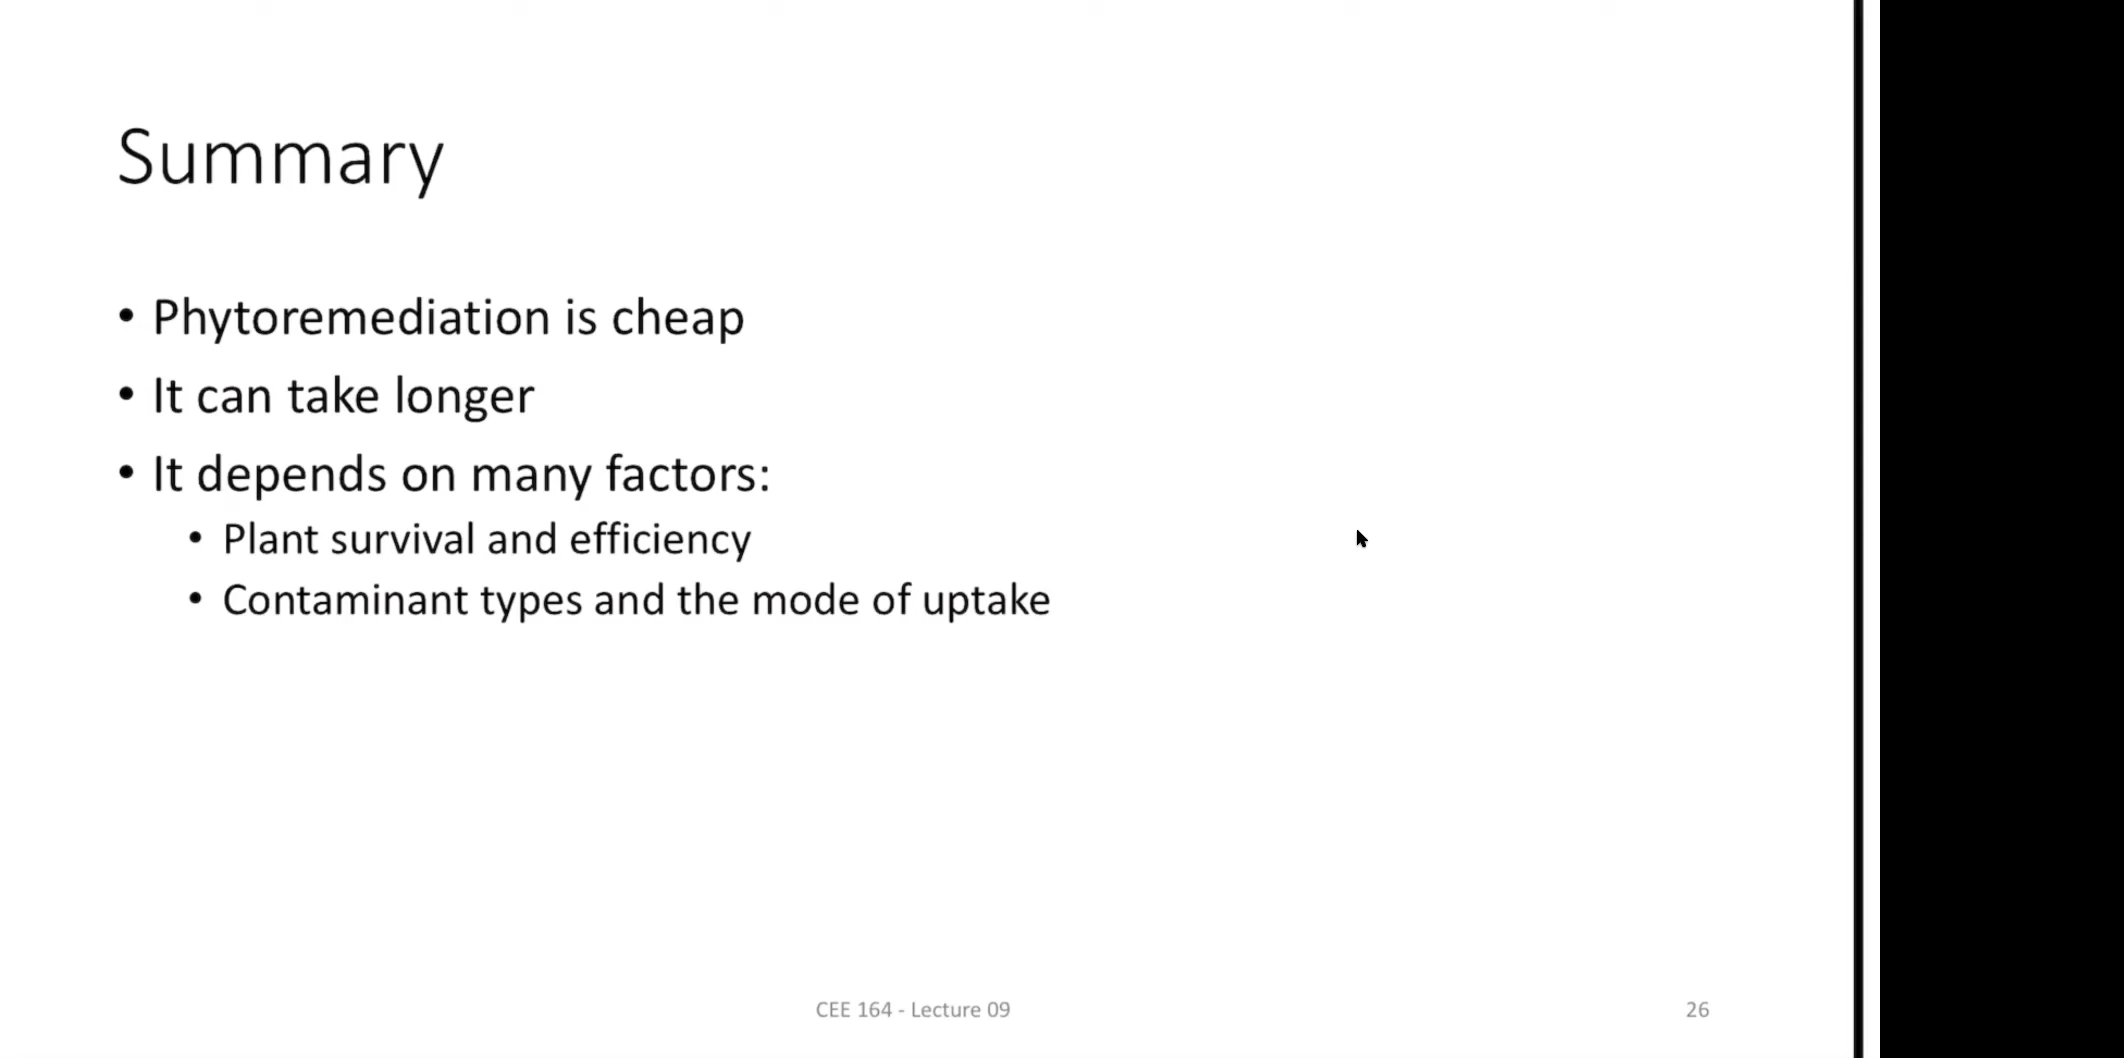 Summary
• Phytoremediation is cheap
• It can take longer
• It depends on many factors:
• Plant survival and efficiency
• Contaminant types and the mode of uptake
CEE 164 - Lecture 09
26